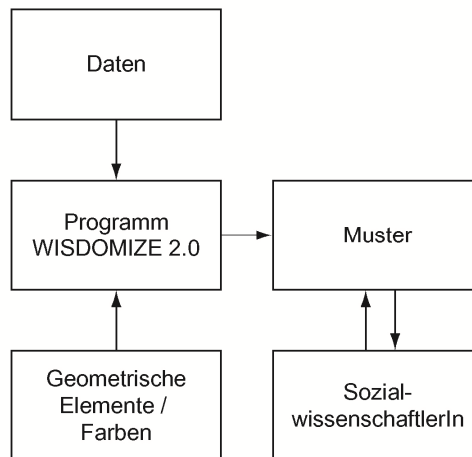 Daten
Programm
WISDOMIZE 2.0
Muster
Geometrische
Elemente /
Farben
Sozial-
wissenschaftlerIn